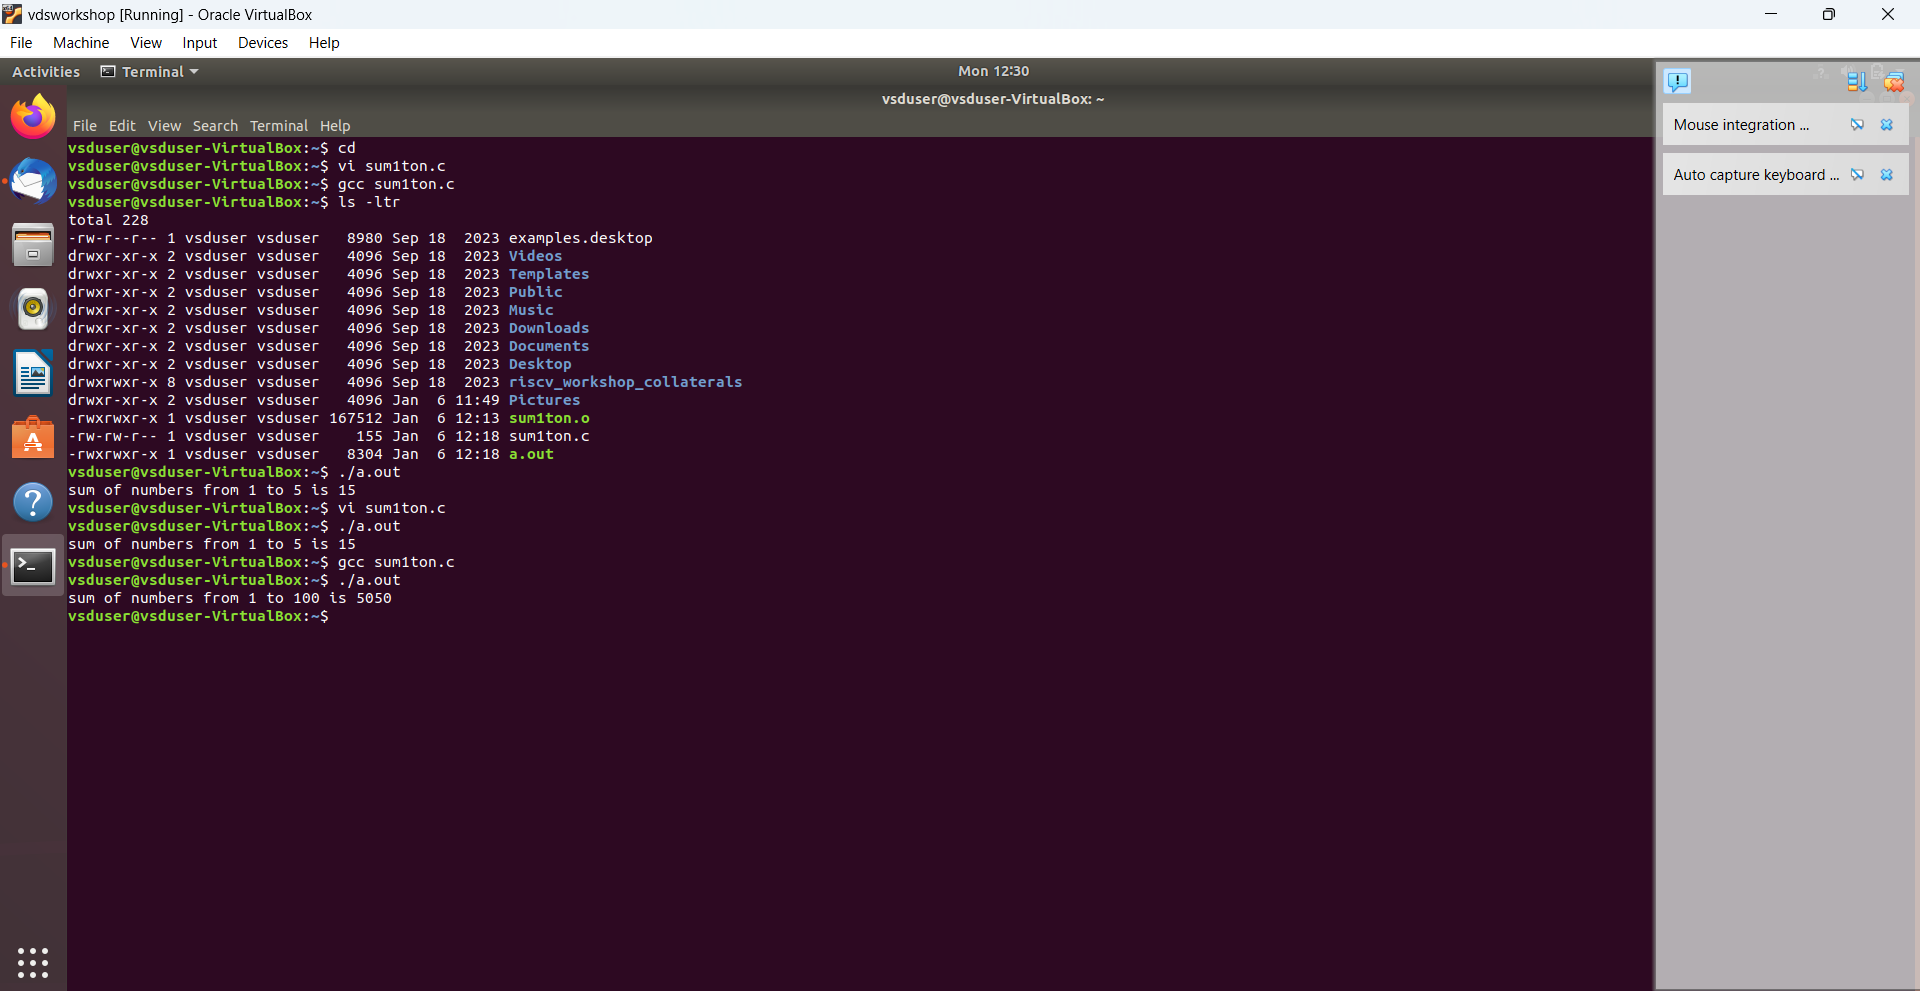 vdsworkshop [Running] - Oracle VirtualBox
File Machine View Input Devices Help
Activities Terminal Mon 12:30
vsduser@vsduser-VirtualBox: ~
File Edit View Search Terminal Help
vsduser@vsduser-VirtualBox:~$ cd
vsduser@vsduser-VirtualBox:~$ vi sum1ton.c
vsduser@vsduser-VirtualBox:~$ gcc sum1ton.c
vsduser@vsduser-VirtualBox:~$ ls -ltr
total 228
-rw-r--r-- 1 vsduser vsduser   8980 Sep 18  2023 examples.desktop
drwxr-xr-x 2 vsduser vsduser   4096 Sep 18  2023 Videos
drwxr-xr-x 2 vsduser vsduser   4096 Sep 18  2023 Templates
drwxr-xr-x 2 vsduser vsduser   4096 Sep 18  2023 Public
drwxr-xr-x 2 vsduser vsduser   4096 Sep 18  2023 Music
drwxr-xr-x 2 vsduser vsduser   4096 Sep 18  2023 Downloads
drwxr-xr-x 2 vsduser vsduser   4096 Sep 18  2023 Documents
drwxr-xr-x 2 vsduser vsduser   4096 Sep 18  2023 Desktop
drwxrwxr-x 8 vsduser vsduser   4096 Sep 18  2023 riscv_workshop_collaterals
drwxr-xr-x 2 vsduser vsduser   4096 Jan  6 11:49 Pictures
-rwxrwxr-x 1 vsduser vsduser 167512 Jan  6 12:13 sum1ton.o
-rw-rw-r-- 1 vsduser vsduser    155 Jan  6 12:18 sum1ton.c
-rwxrwxr-x 1 vsduser vsduser   8304 Jan  6 12:18 a.out
vsduser@vsduser-VirtualBox:~$ ./a.out
sum of numbers from 1 to 5 is 15
vsduser@vsduser-VirtualBox:~$ vi sum1ton.c
vsduser@vsduser-VirtualBox:~$ ./a.out
sum of numbers from 1 to 5 is 15
vsduser@vsduser-VirtualBox:~$ gcc sum1ton.c
vsduser@vsduser-VirtualBox:~$ ./a.out
sum of numbers from 1 to 100 is 5050
vsduser@vsduser-VirtualBox:~$
Mouse integration ...
Auto capture keyboard ...